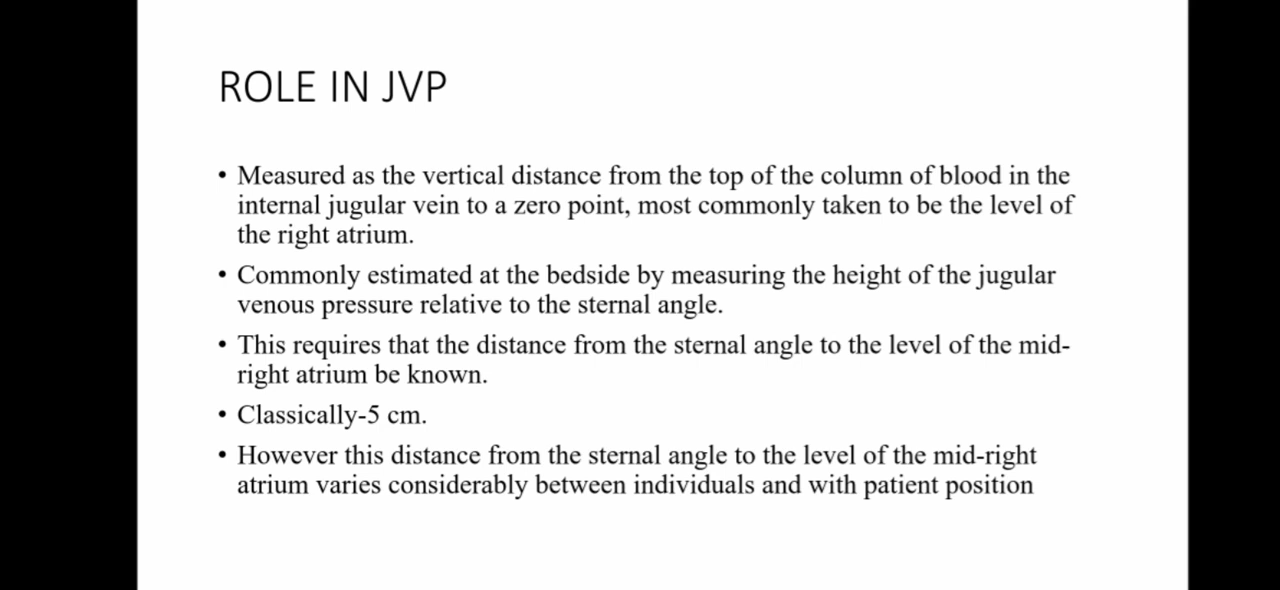 ROLE IN JVP
• Measured as the vertical distance from the top of the column of blood in the
internal jugular vein to a zero point, most commonly taken to be the level of
the right atrium.
• Commonly estimated at the bedside by measuring the height of the jugular
venous pressure relative to the sternal angle.
• This requires that the distance from the sternal angle to the level of the mid-
right atrium be known.
• Classically-5 cm.
• However this distance from the sternal angle to the level of the mid-right
atrium varies considerably between individuals and with patient position